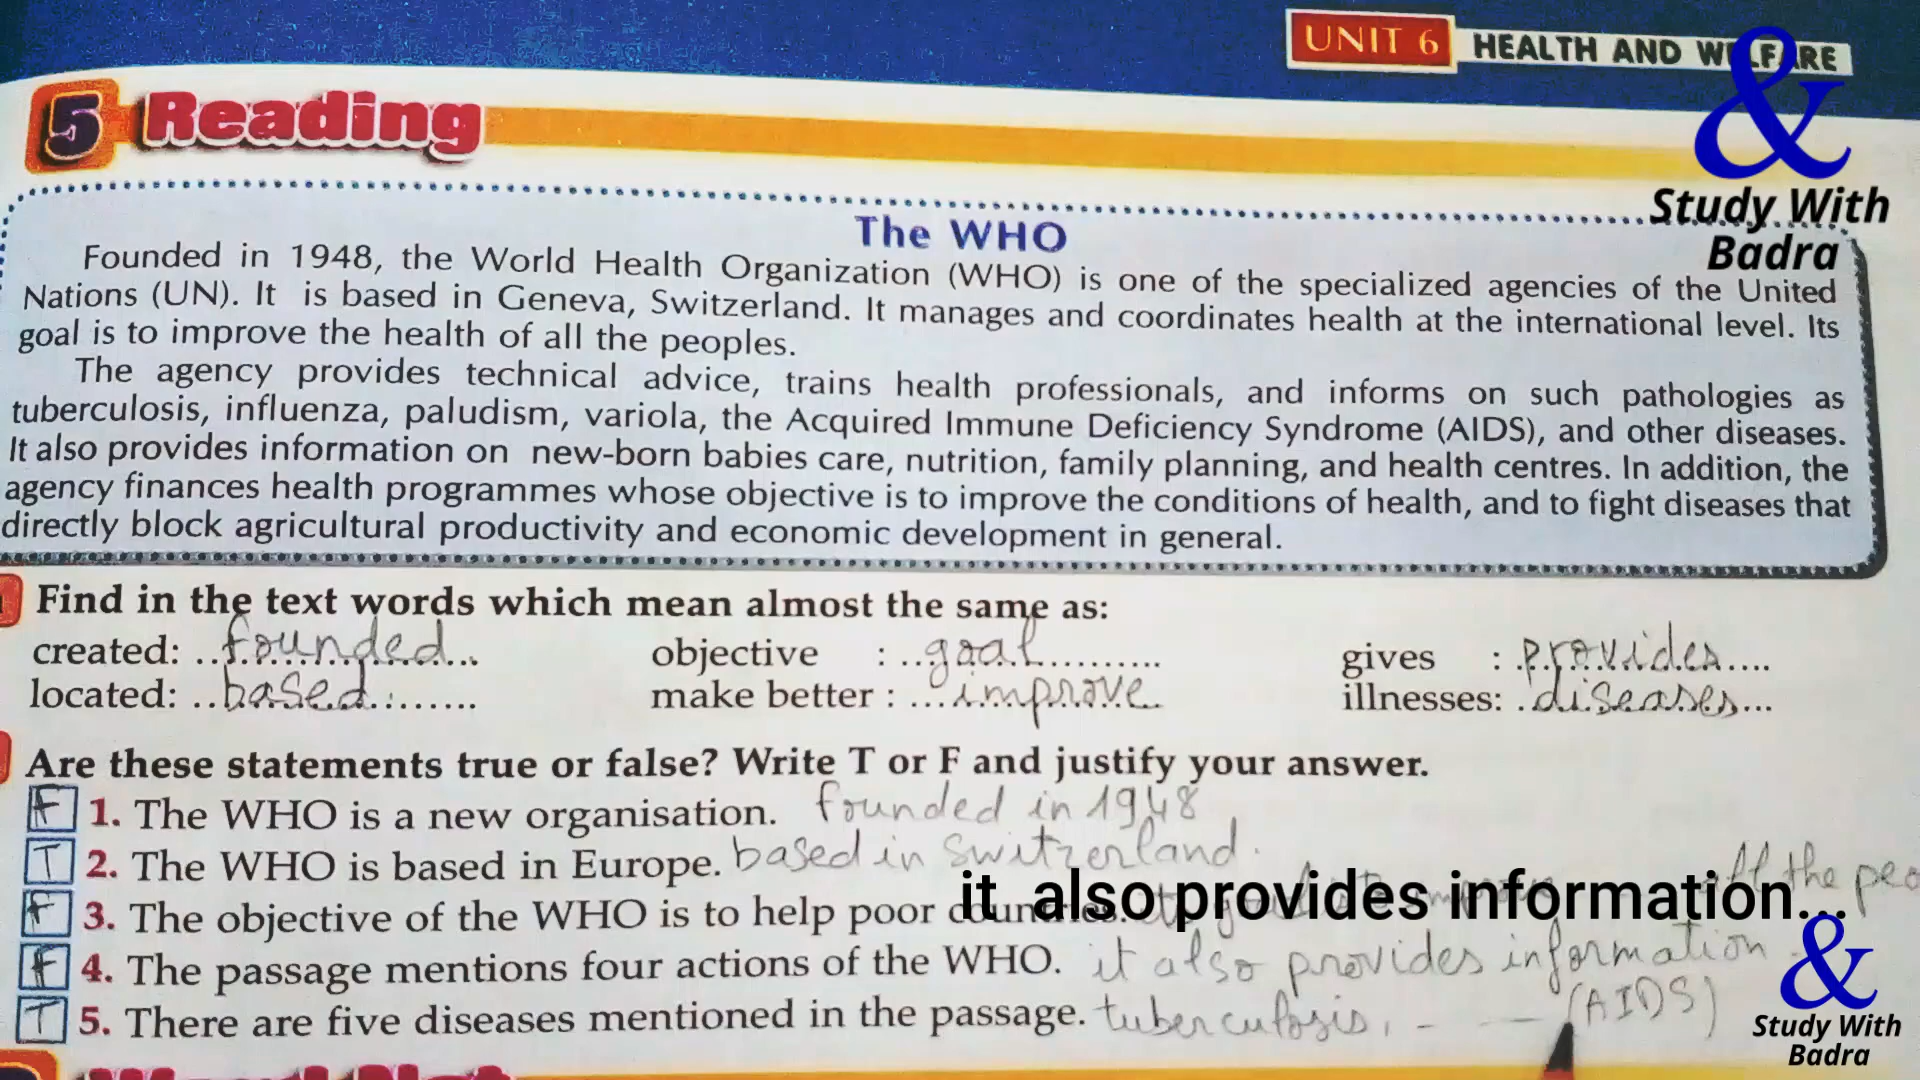 UNIT 6 HEALTH AND WELFARE
&
Study With
Badra
5 Reading
The WHO
Founded in 1948, the World Health Organization (WHO) is one of the specialized agencies of the United
Nations (UN). It is based in Geneva, Switzerland. It manages and coordinates health at the international level. Its
goal is to improve the health of all the peoples.
The agency provides technical advice, trains health professionals, and informs on such pathologies as
tuberculosis, influenza, paludism, variola, the Acquired Immune Deficiency Syndrome (AIDS), and other diseases.
It also provides information on new-born babies care, nutrition, family planning, and health centres. In addition, the
agency finances health programmes whose objective is to improve the conditions of health, and to fight diseases that
directly block agricultural productivity and economic development in general.
Find in the text words which mean almost the same as:
created: founded objective : goal gives : provides
located: based make better : improve illnesses: diseases
Are these statements true or false? Write T or F and justify your answer.
F 1. The WHO is a new organisation. founded in 1948
T 2. The WHO is based in Europe. based in Switzerland.
F 3. The objective of the WHO is to help poor countries. all the peo
it also provides information...
F 4. The passage mentions four actions of the WHO. it also provides information
T 5. There are five diseases mentioned in the passage. tuberculosis, - -- (AIDS)
&
Study With
Badra